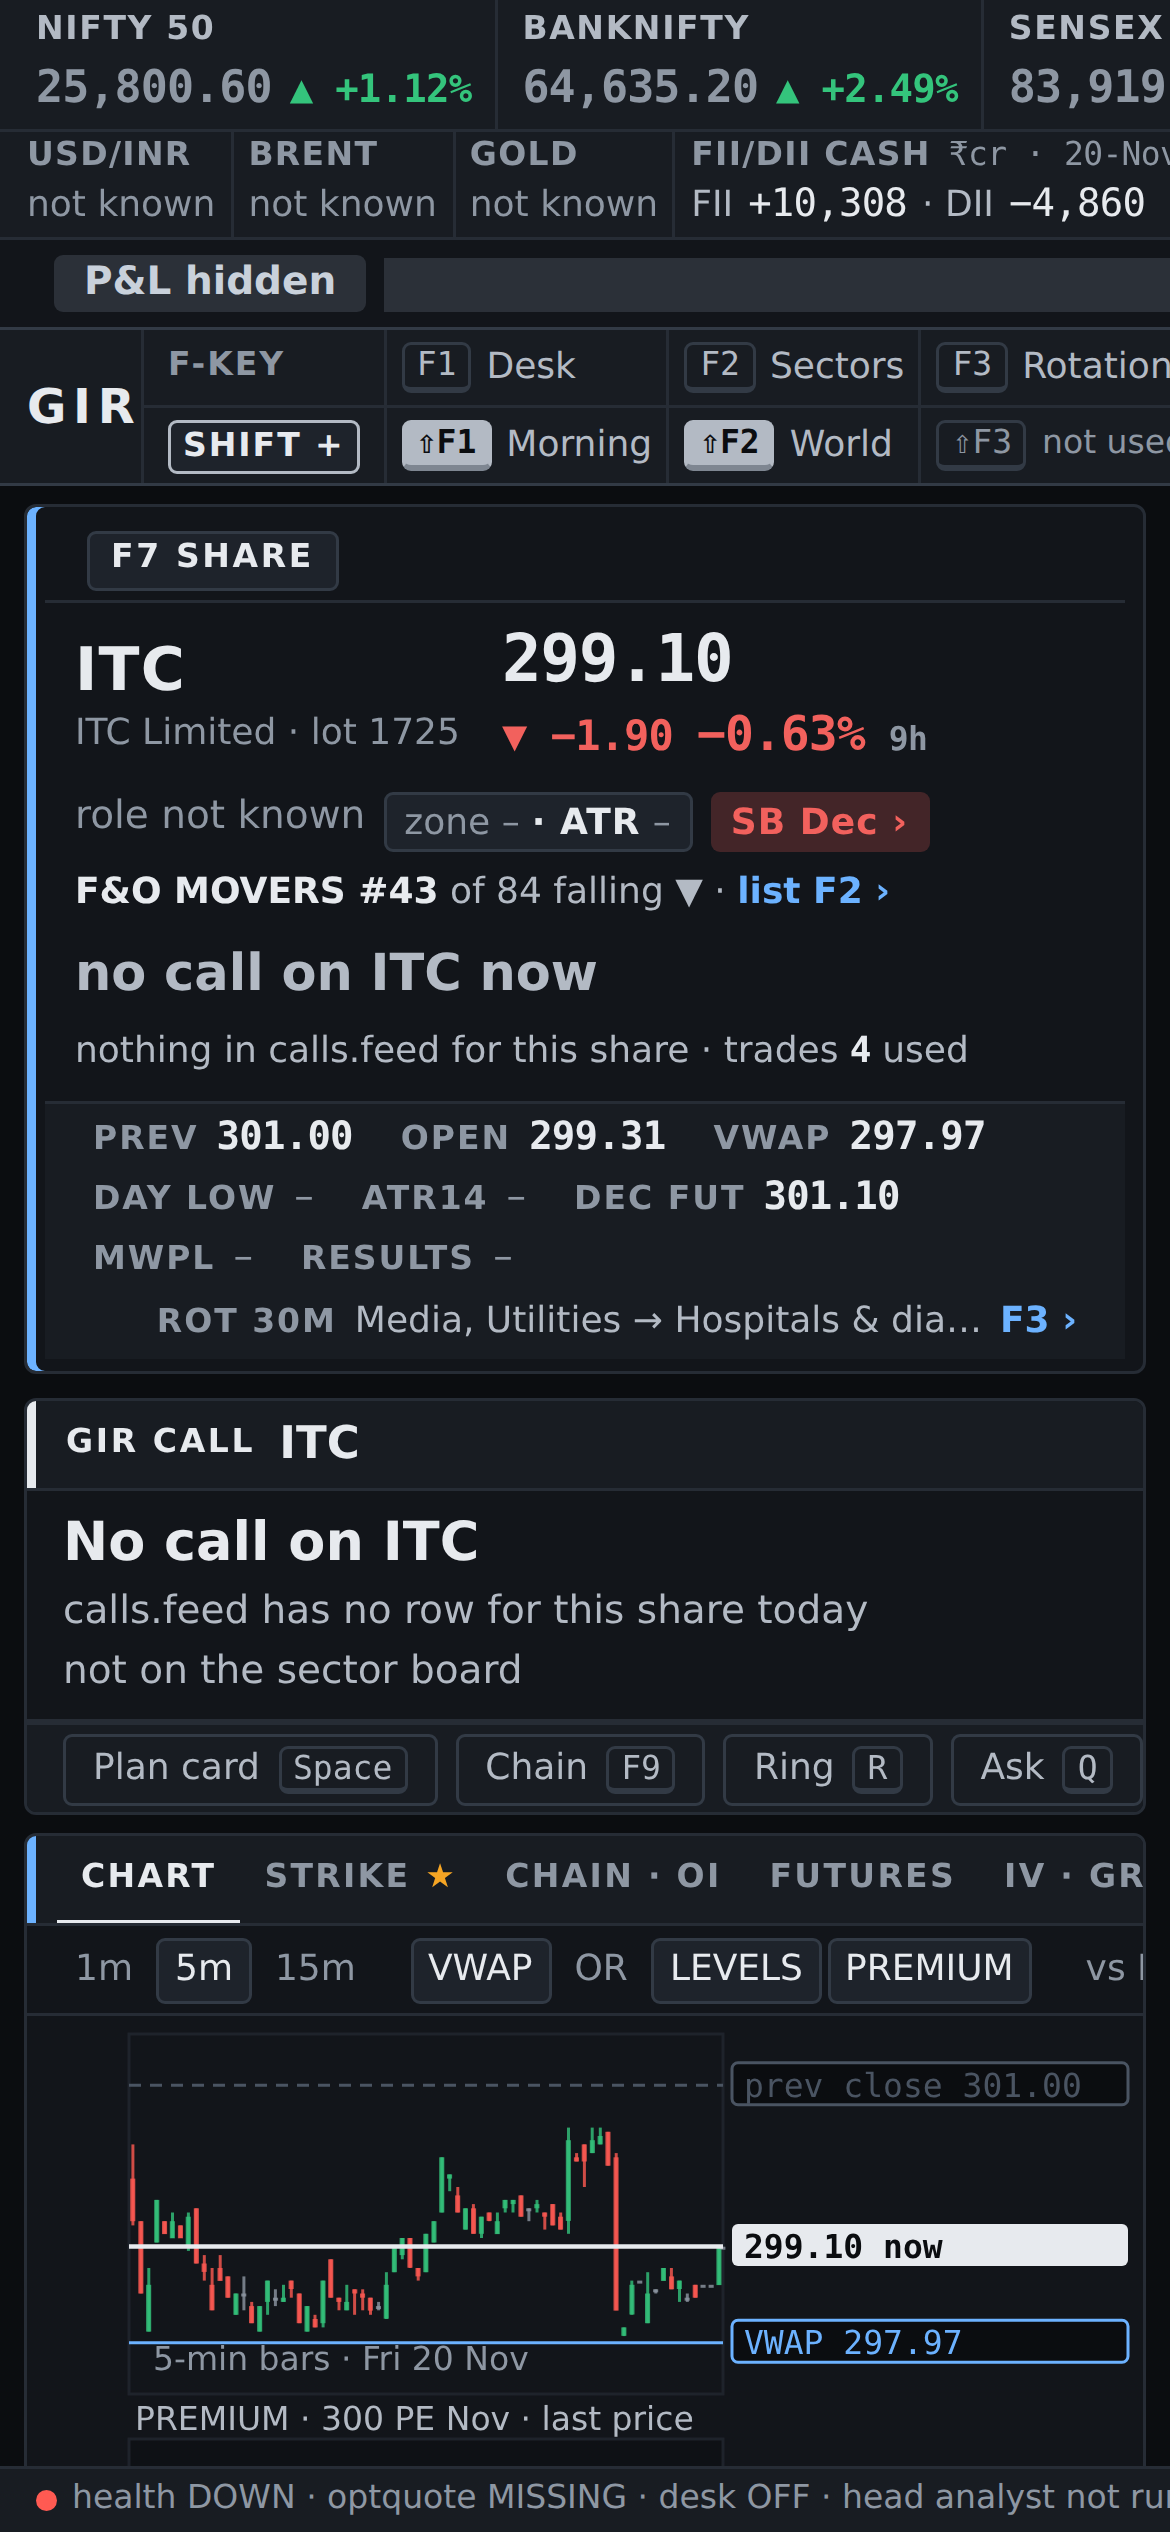 NIFTY 50 BANKNIFTY SENSEX
25,800.60 ▲ +1.12% 64,635.20 ▲ +2.49% 83,919
USD/INR BRENT GOLD FII/DII CASH ₹cr · 20-Nov
not known not known not known FII +10,308 · DII −4,860
P&L hidden
GIR
F-KEY F1 Desk F2 Sectors F3 Rotation
SHIFT + ⇧F1 Morning ⇧F2 World ⇧F3 not used
F7 SHARE
ITC 299.10
ITC Limited · lot 1725 ▼ −1.90 −0.63% 9h
role not known zone – · ATR – SB Dec ›
F&O MOVERS #43 of 84 falling ▼ · list F2 ›
no call on ITC now
nothing in calls.feed for this share · trades 4 used
PREV 301.00 OPEN 299.31 VWAP 297.97
DAY LOW – ATR14 – DEC FUT 301.10
MWPL – RESULTS –
ROT 30M Media, Utilities → Hospitals & dia… F3 ›
GIR CALL ITC
No call on ITC
calls.feed has no row for this share today
not on the sector board
Plan card Space Chain F9 Ring R Ask Q
CHART STRIKE ★ CHAIN · OI FUTURES IV · GR
1m 5m 15m VWAP OR LEVELS PREMIUM vs
prev close 301.00
299.10 now
VWAP 297.97
5-min bars · Fri 20 Nov
PREMIUM · 300 PE Nov · last price
health DOWN · optquote MISSING · desk OFF · head analyst not